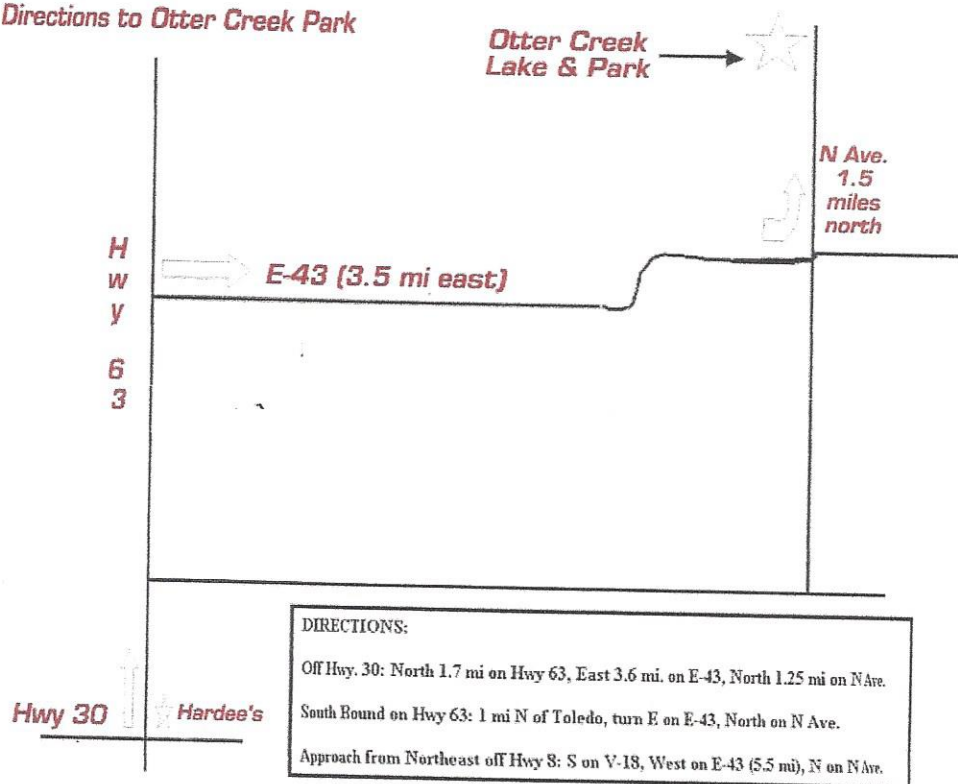 Directions to Otter Creek Park
Otter Creek
Lake & Park
N Ave.
1.5
miles
north
H
w
y
6
3
E-43 (3.5 mi east)
Hwy 30
Hardee's
DIRECTIONS:
Off Hwy. 30: North 1.7 mi on Hwy 63, East 3.6 mi. on E-43, North 1.25 mi on N Ave.
South Bound on Hwy 63: 1 mi N of Toledo, turn E on E-43, North on N Ave.
Approach from Northeast off Hwy 8: S on V-18, West on E-43 (5.5 mi), N on N Ave.